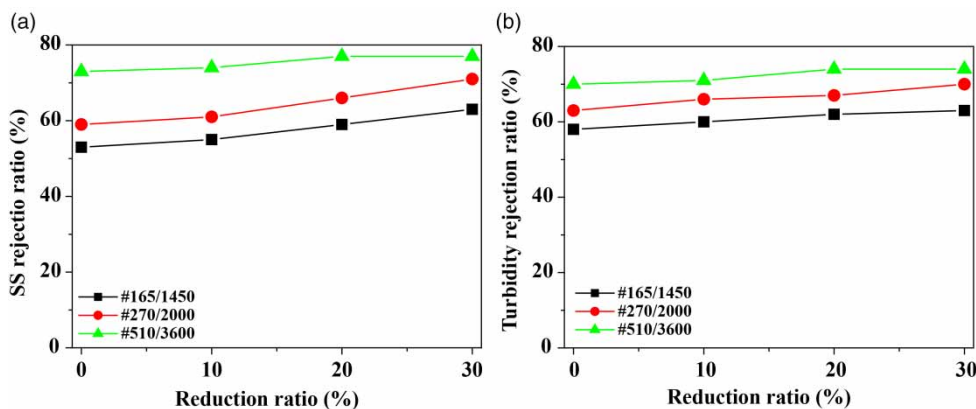 (a)
80
60
40
20
0
SS rejectio ratio (%)
#165/1450
#270/2000
#510/3600
0 10 20 30
Reduction ratio (%)
(b)
80
60
40
20
0
Turbidity rejection ratio (%)
#165/1450
#270/2000
#510/3600
0 10 20 30
Reduction ratio (%)